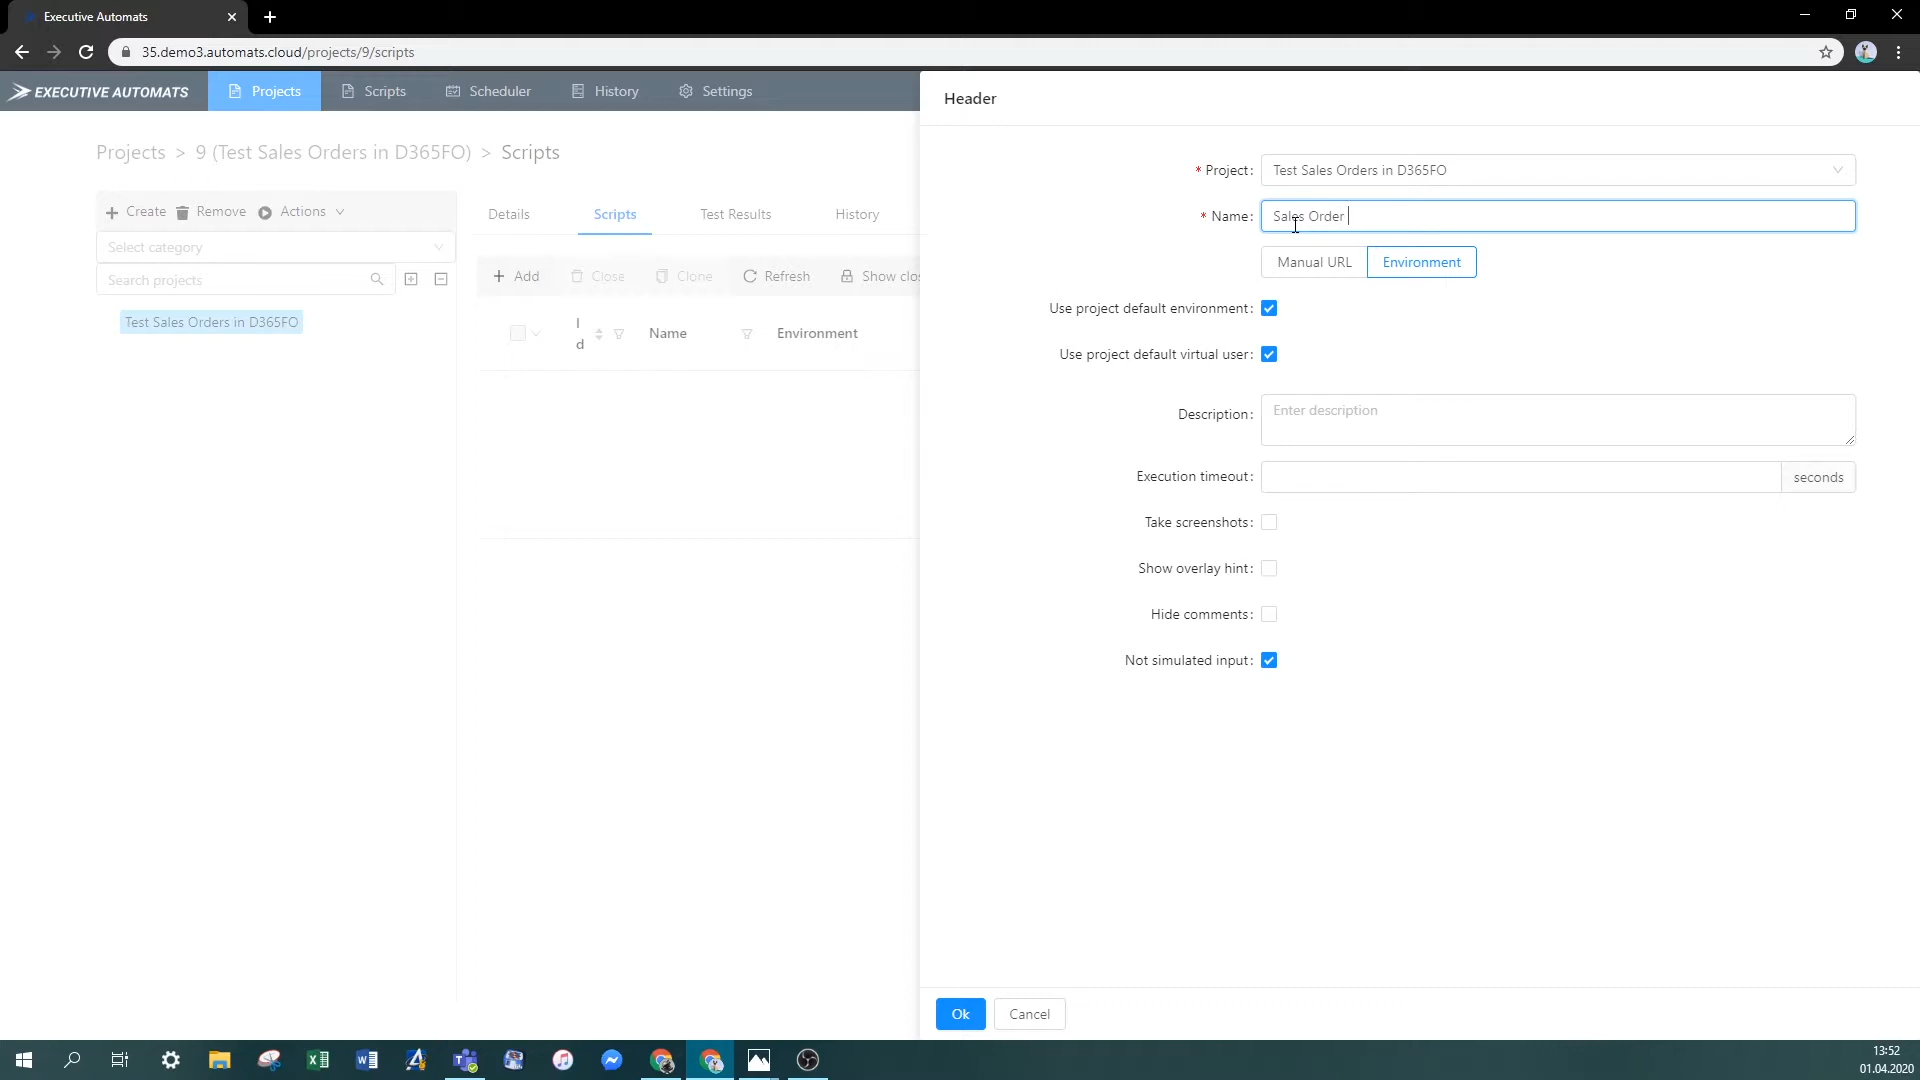 Executive Automats
35.demo3.automats.cloud/projects/9/scripts
EXECUTIVE AUTOMATS
Projects
Scripts
Scheduler
History
Settings
Projects > 9 (Test Sales Orders in D365FO) > Scripts
Create
Remove
Actions
Select category
Search projects
Test Sales Orders in D365FO
Details
Scripts
Test Results
History
Add
Close
Clone
Refresh
Show clos
I
d
Name
Environment
Header
* Project: Test Sales Orders in D365FO
* Name: Sales Order
Manual URL
Environment
Use project default environment:
Use project default virtual user:
Description: Enter description
Execution timeout: seconds
Take screenshots:
Show overlay hint:
Hide comments:
Not simulated input:
Ok
Cancel
13:52
01.04.2020